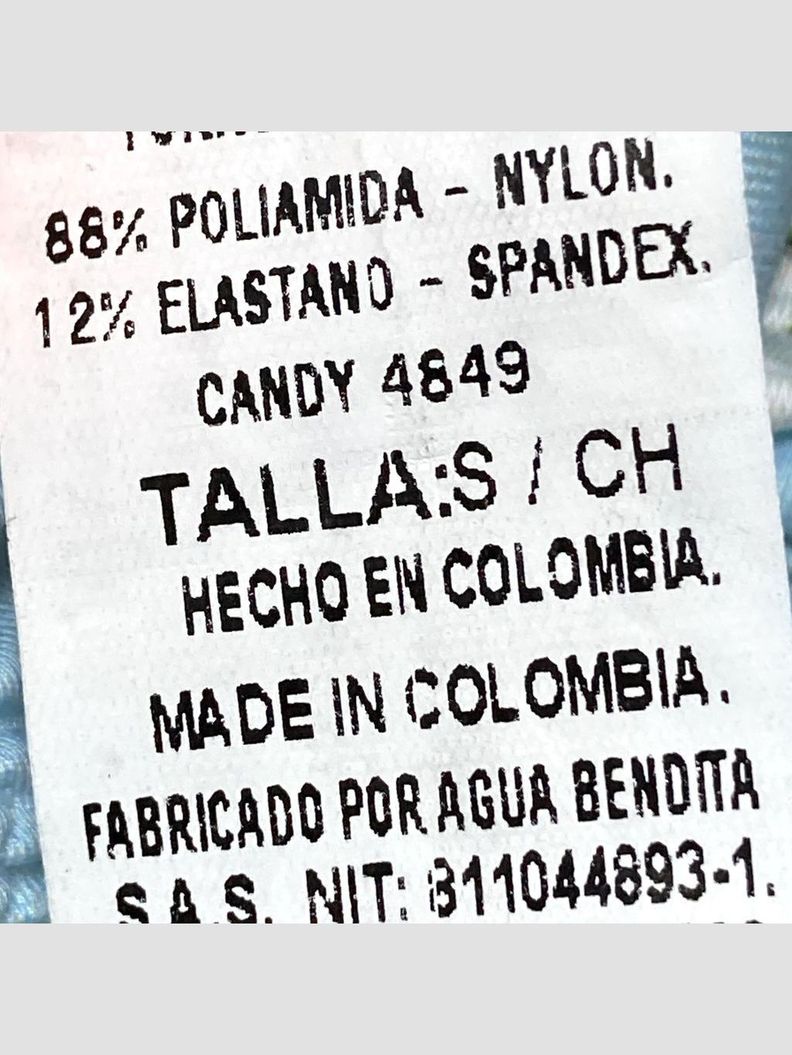 88% POLIAMIDA - NYLON.
12% ELASTANO - SPANDEX.
CANDY 4849
TALLA:S / CH
HECHO EN COLOMBIA.
MADE IN COLOMBIA.
FABRICADO POR AGUA BENDITA
S.A.S. NIT: 811044893-1.